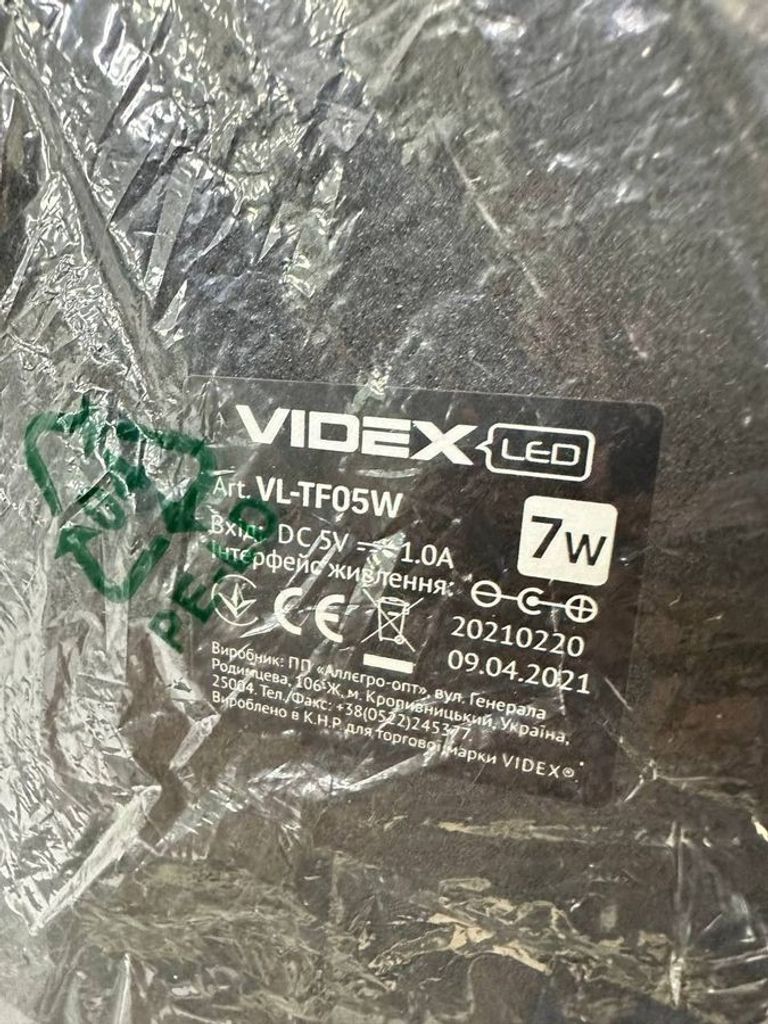 VIDEX LED
Art. VL-TF05W
7W
Вхід: DC 5V ⎓ 1.0A
Інтерфейс живлення:
CE
20210220
09.04.2021
Виробник: ПП «Аллєгро-опт», вул. Генерала
Родимцева, 106-Ж, м. Кропивницький, Україна,
25004. Тел./Факс: +38(0522)245377.
Вироблено в К.Н.Р. для торгової марки VIDEX®.
PE-LD